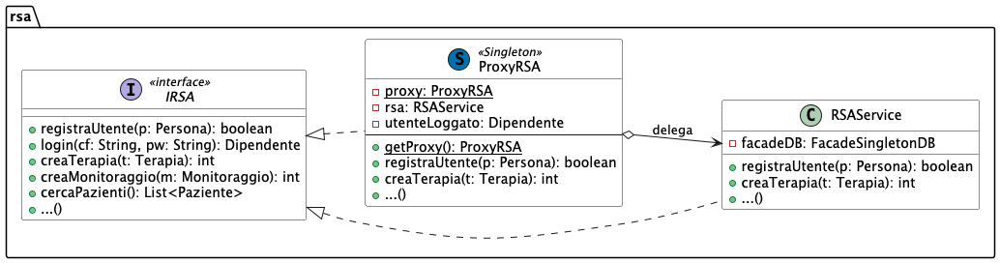 rsa
I
«interface»
IRSA
registraUtente(p: Persona): boolean
login(cf: String, pw: String): Dipendente
creaTerapia(t: Terapia): int
creaMonitoraggio(m: Monitoraggio): int
cercaPazienti(): List<Paziente>
...()
S
«Singleton»
ProxyRSA
proxy: ProxyRSA
rsa: RSAService
utenteLoggato: Dipendente
getProxy(): ProxyRSA
registraUtente(p: Persona): boolean
creaTerapia(t: Terapia): int
...()
delega
C
RSAService
facadeDB: FacadeSingletonDB
registraUtente(p: Persona): boolean
creaTerapia(t: Terapia): int
...()